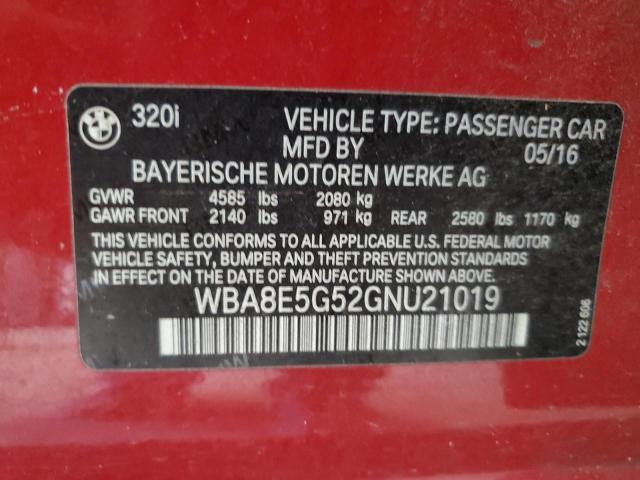 320i VEHICLE TYPE: PASSENGER CAR
MFD BY 05/16
BAYERISCHE MOTOREN WERKE AG
GVWR 4585 lbs 2080 kg
GAWR FRONT 2140 lbs 971 kg REAR 2580 lbs 1170 kg
THIS VEHICLE CONFORMS TO ALL APPLICABLE U.S. FEDERAL MOTOR
VEHICLE SAFETY, BUMPER AND THEFT PREVENTION STANDARDS
IN EFFECT ON THE DATE OF MANUFACTURE SHOWN ABOVE.
WBA8E5G52GNU21019
2 122 606